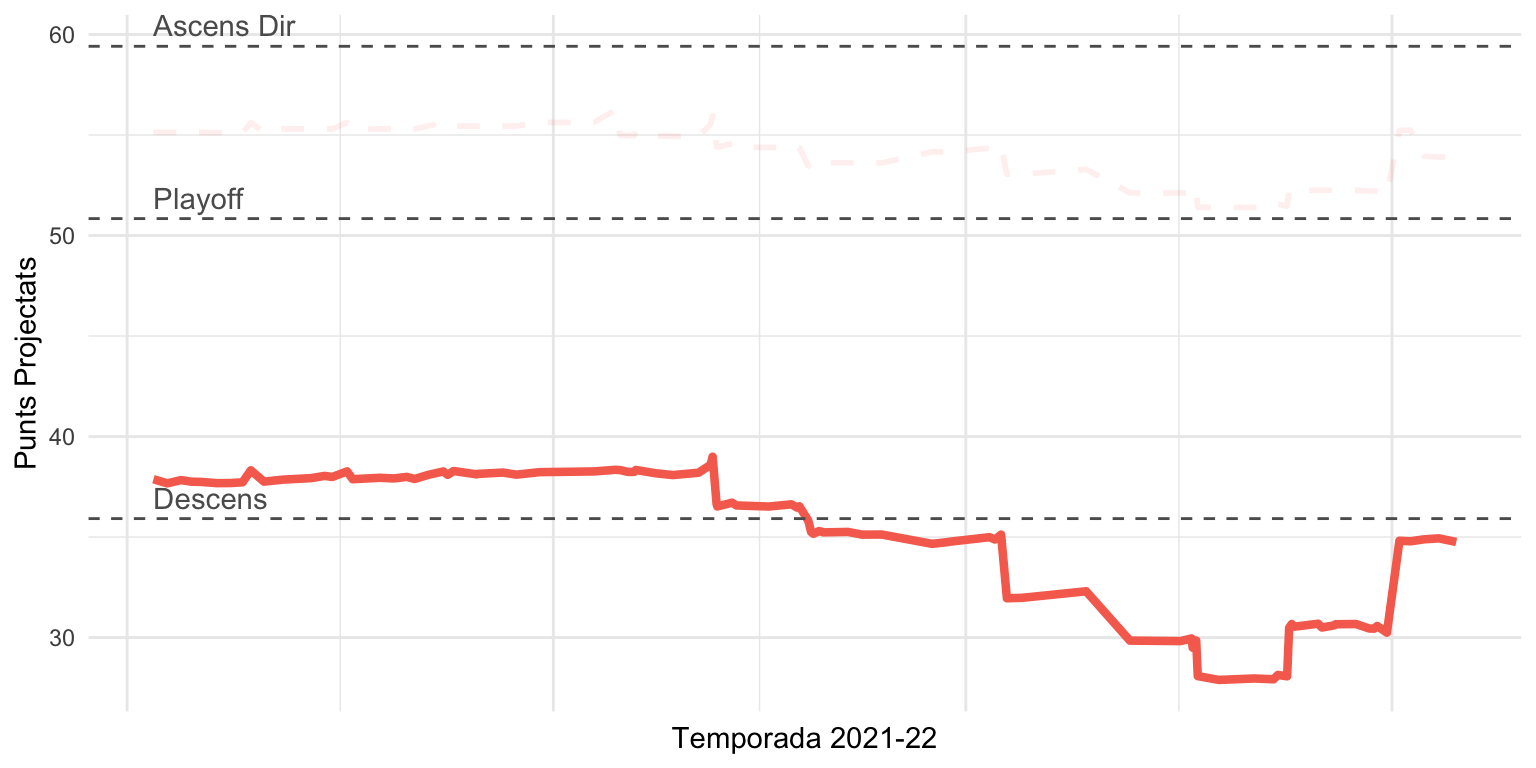 Ascens Dir
60
Playoff
50
Punts Projectats
40
Descens
30
Temporada 2021-22